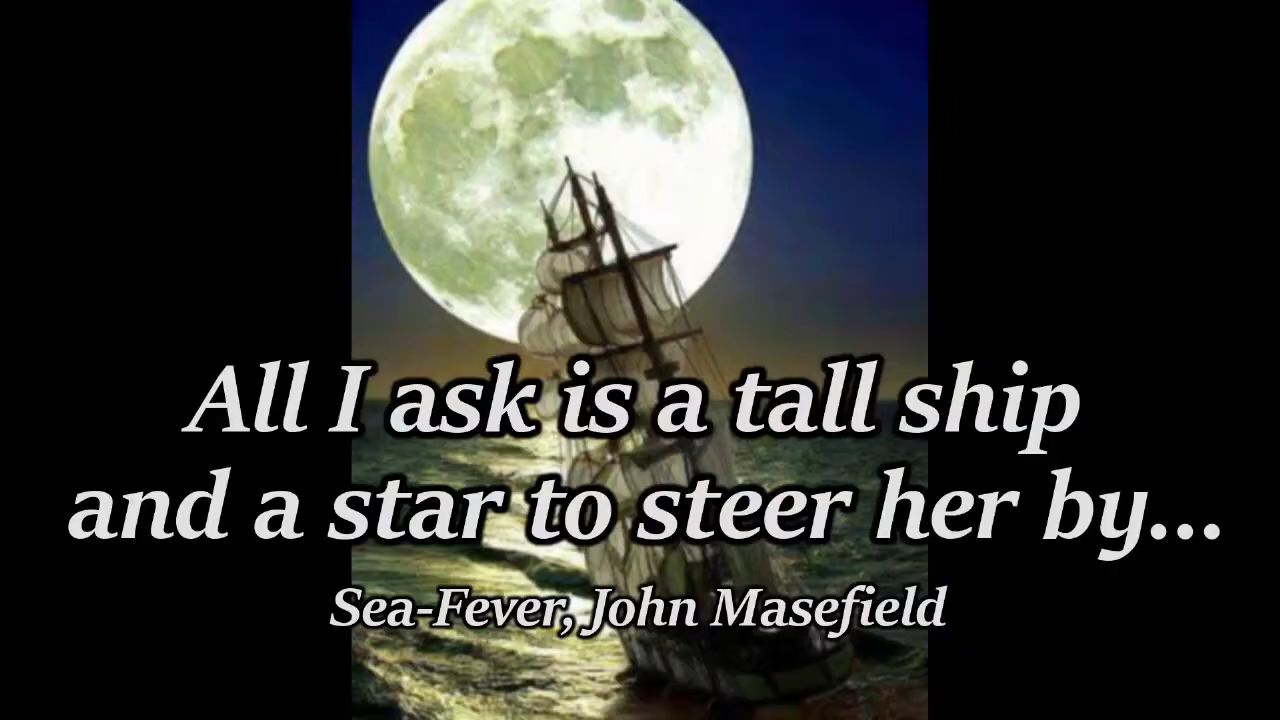 All I ask is a tall ship
and a star to steer her by...
Sea-Fever, John Masefield